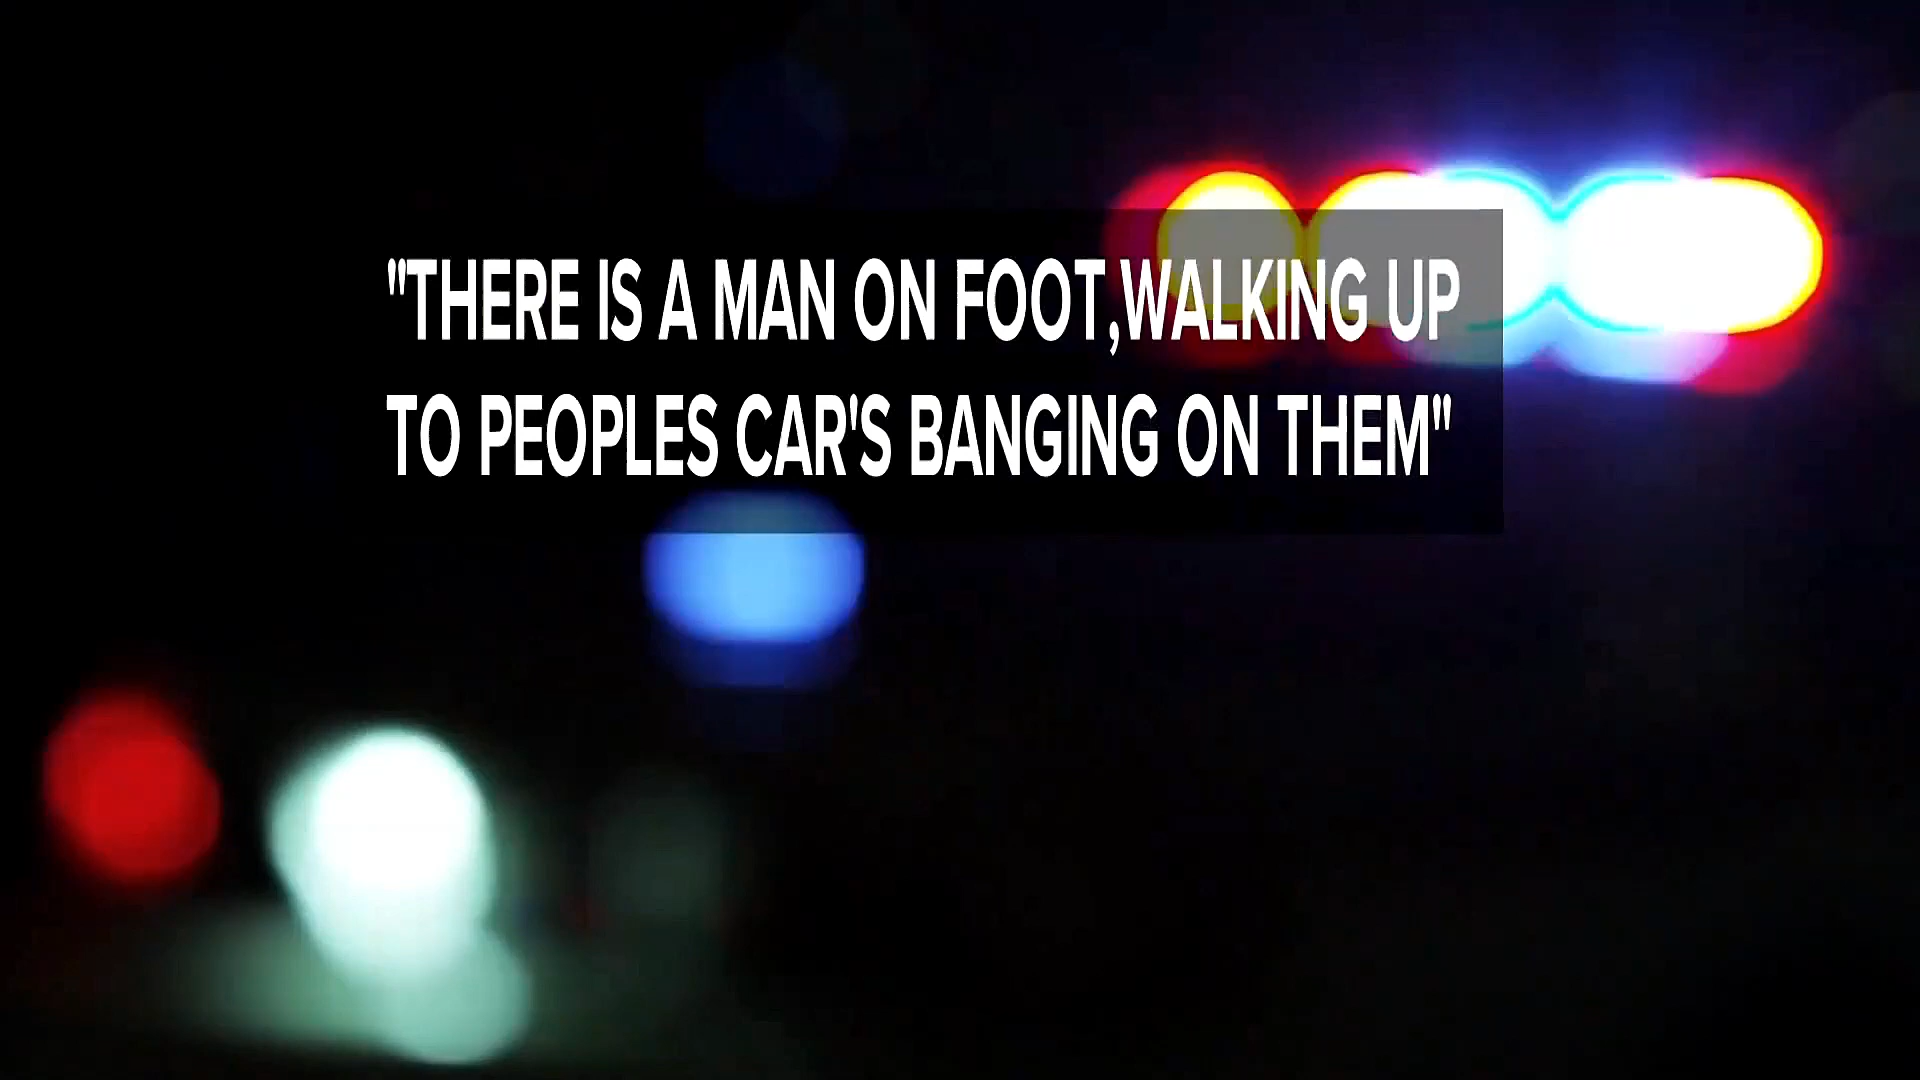 "THERE IS A MAN ON FOOT,WALKING UP
TO PEOPLES CAR'S BANGING ON THEM"